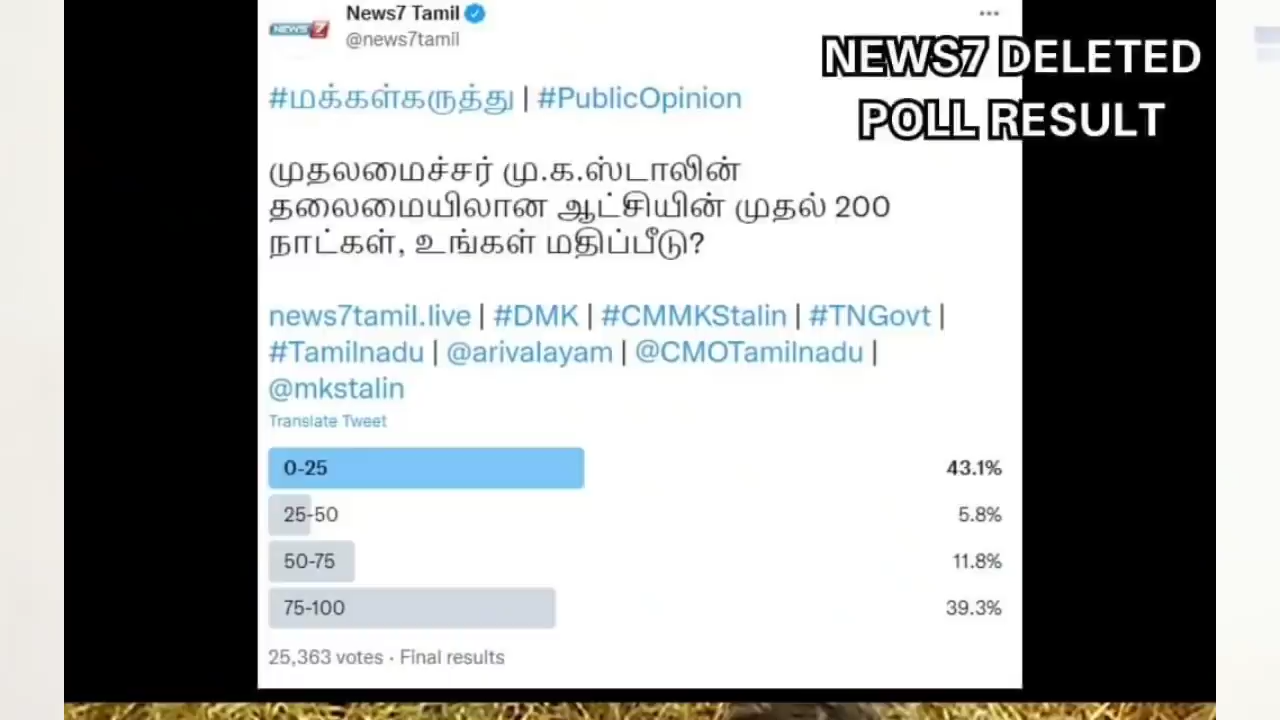 NEWS 7
News7 Tamil
@news7tamil
NEWS7 DELETED
POLL RESULT
#மக்கள்கருத்து | #PublicOpinion
முதலமைச்சர் மு.க.ஸ்டாலின்
தலைமையிலான ஆட்சியின் முதல் 200
நாட்கள், உங்கள் மதிப்பீடு?
news7tamil.live | #DMK | #CMMKStalin | #TNGovt |
#Tamilnadu | @arivalayam | @CMOTamilnadu |
@mkstalin
Translate Tweet
0-25 43.1%
25-50 5.8%
50-75 11.8%
75-100 39.3%
25,363 votes · Final results